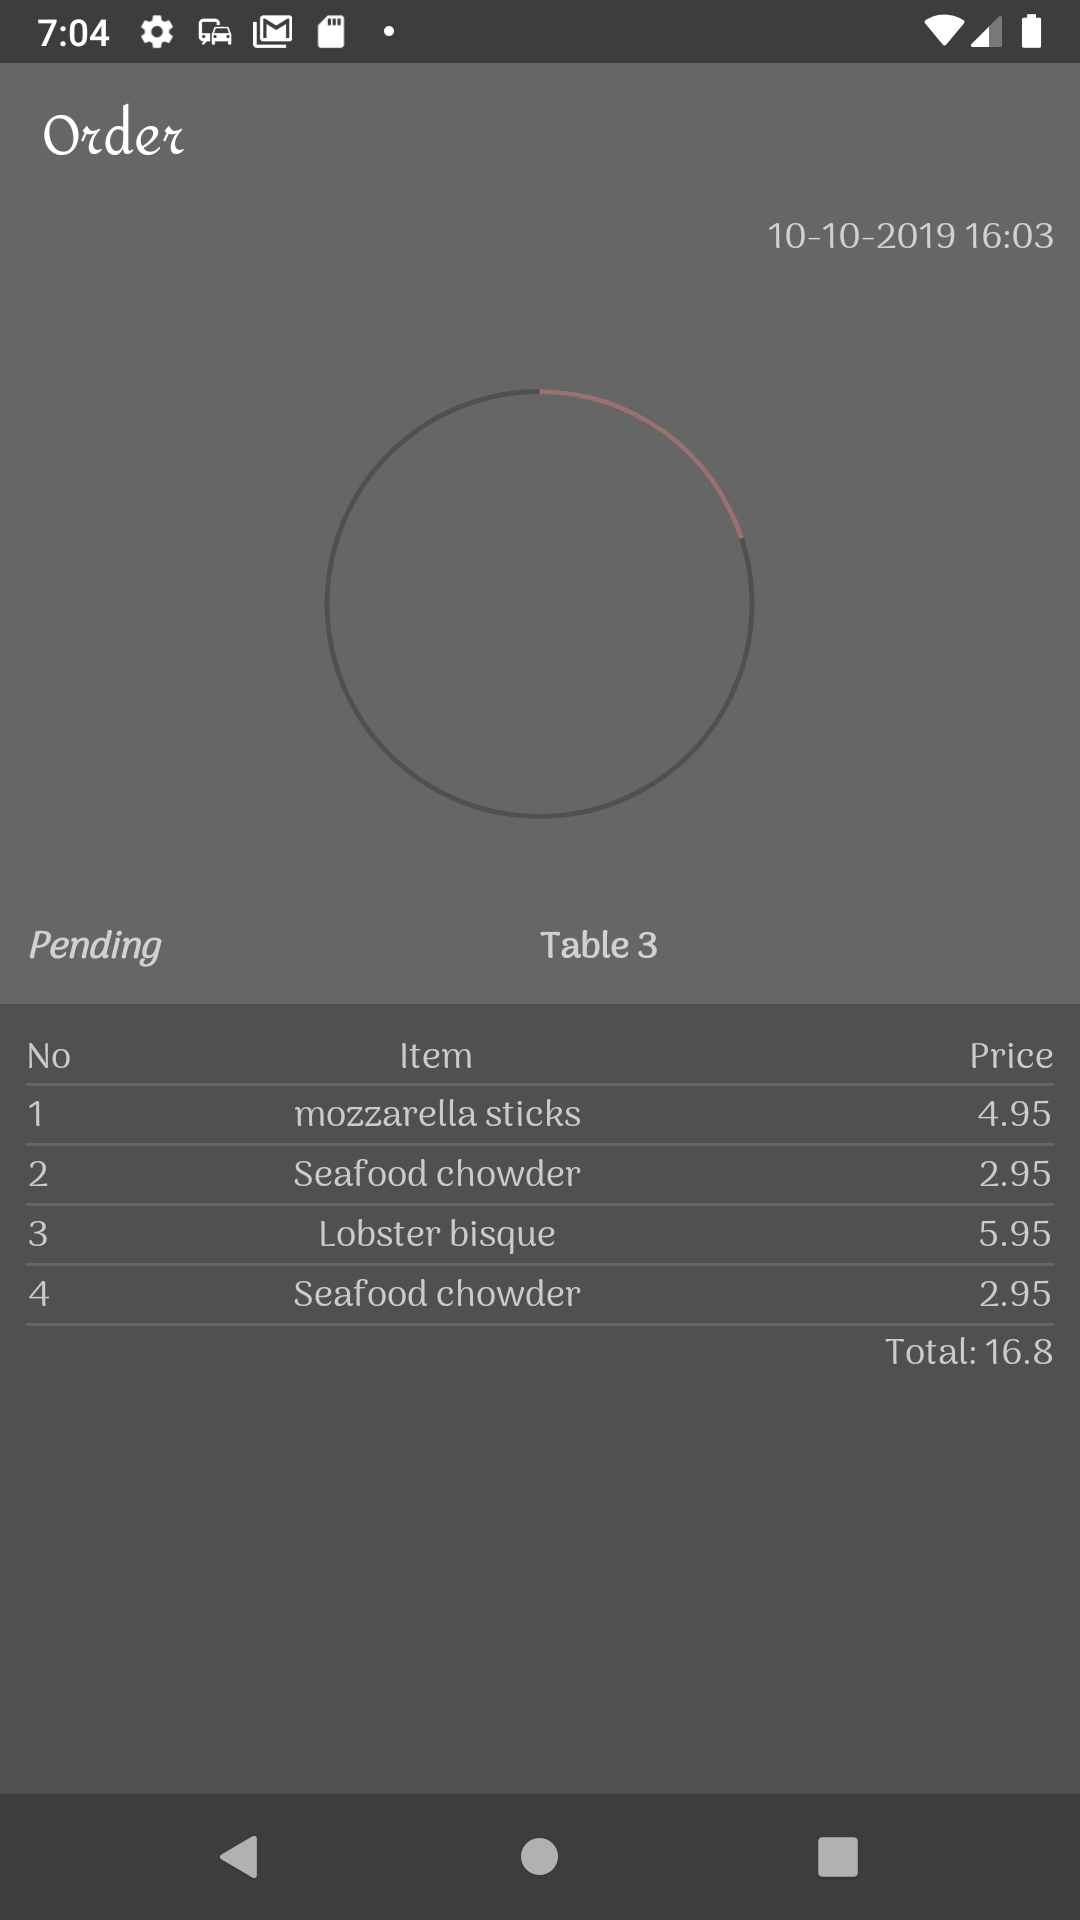 7:04
Order
10-10-2019 16:03
Pending Table 3
No Item Price
1 mozzarella sticks 4.95
2 Seafood chowder 2.95
3 Lobster bisque 5.95
4 Seafood chowder 2.95
Total: 16.8